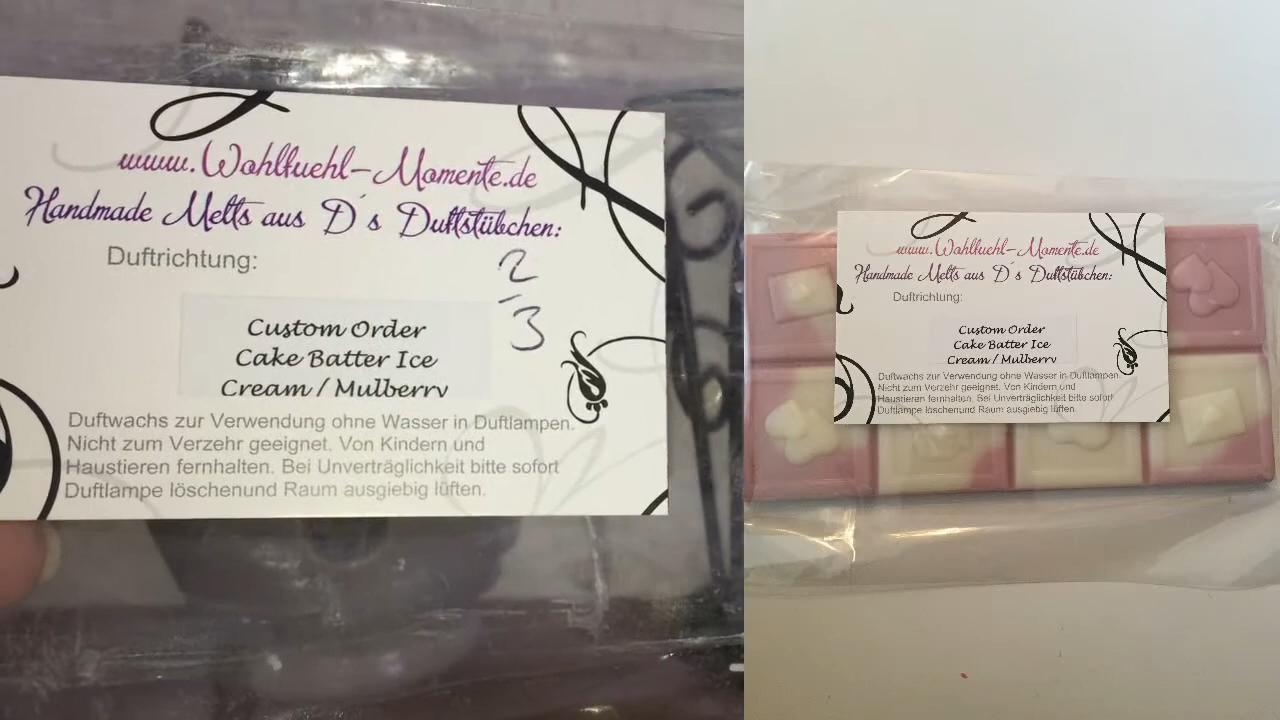 www.Wohlfuehl-Momente.de
Handmade Melts aus D´s Duftstübchen:
Duftrichtung:
2
-
3
Custom Order
Cake Batter Ice
Cream / Mulberry
Duftwachs zur Verwendung ohne Wasser in Duftlampen.
Nicht zum Verzehr geeignet. Von Kindern und
Haustieren fernhalten. Bei Unverträglichkeit bitte sofort
Duftlampe löschenund Raum ausgiebig lüften.
www.Wohlfuehl-Momente.de
Handmade Melts aus D´s Duftstübchen:
Duftrichtung:
Custom Order
Cake Batter Ice
Cream / Mulberry
Duftwachs zur Verwendung ohne Wasser in Duftlampen.
Nicht zum Verzehr geeignet. Von Kindern und
Haustieren fernhalten. Bei Unverträglichkeit bitte sofort
Duftlampe löschenund Raum ausgiebig lüften.